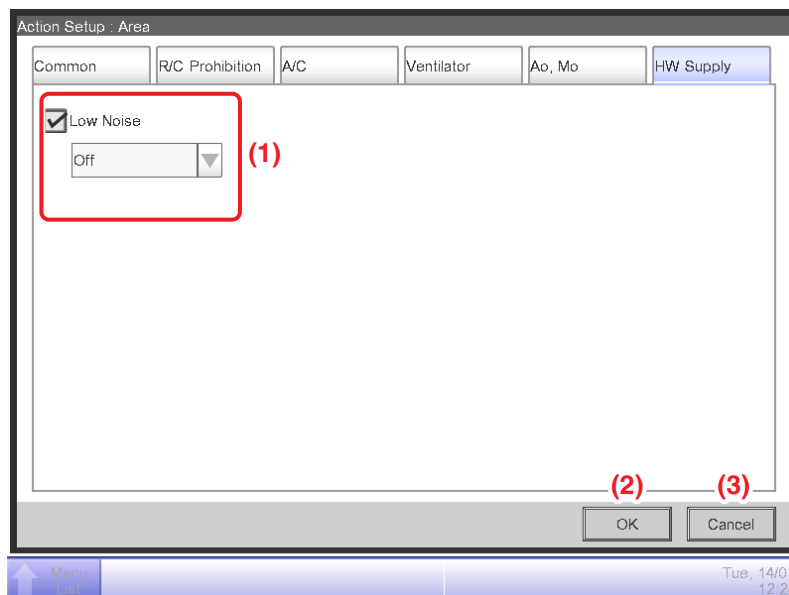 Action Setup : Area
Common R/C Prohibition A/C Ventilator Ao, Mo HW Supply
Low Noise
Off
(1)
(2) (3)
OK Cancel
Menu Tue, 14/0
List 12:2